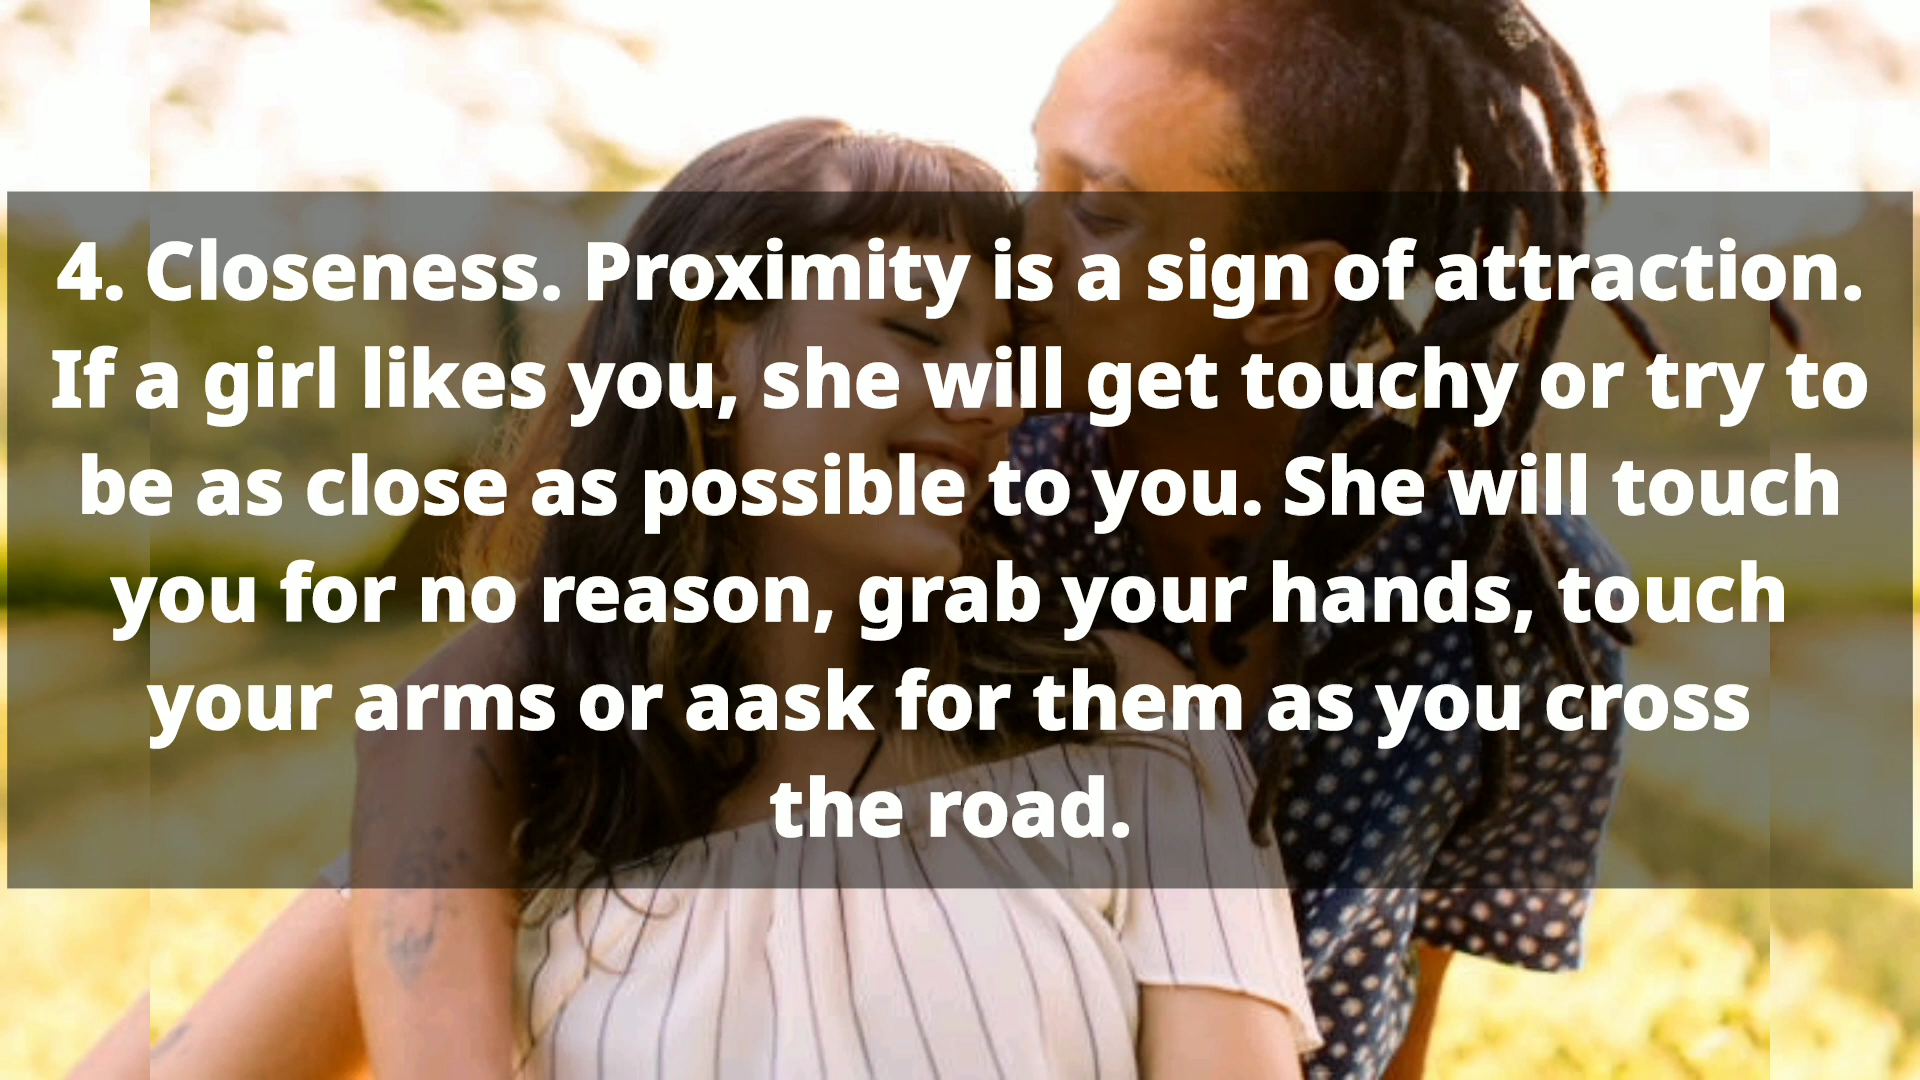 4. Closeness. Proximity is a sign of attraction.
If a girl likes you, she will get touchy or try to
be as close as possible to you. She will touch
you for no reason, grab your hands, touch
your arms or aask for them as you cross
the road.